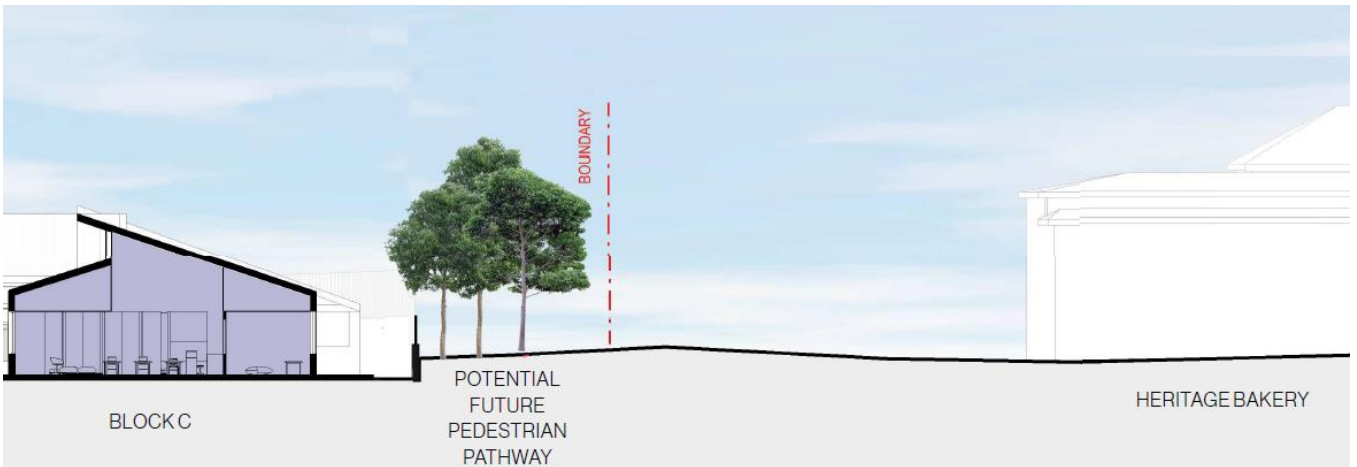 BOUNDARY
BLOCK C
POTENTIAL
FUTURE
PEDESTRIAN
PATHWAY
HERITAGE BAKERY